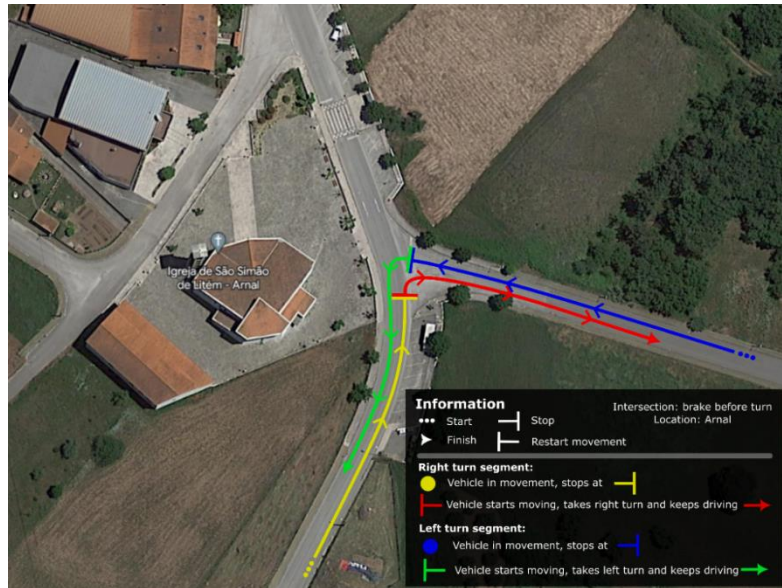 Igreja de São Simão
de Litém - Arnal
Information
Intersection: brake before turn
Location: Arnal
Start
Stop
Finish
Restart movement
Right turn segment:
Vehicle in movement, stops at
Vehicle starts moving, takes right turn and keeps driving
Left turn segment:
Vehicle in movement, stops at
Vehicle starts moving, takes left turn and keeps driving